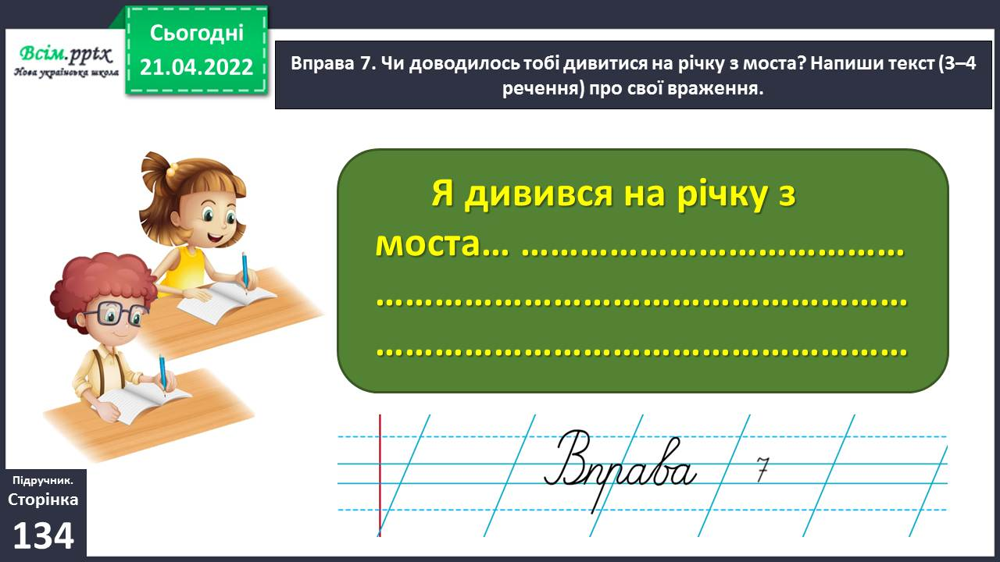 Сьогодні
21.04.2022
Всім.pptx
Нова українська школа
Вправа 7. Чи доводилось тобі дивитися на річку з моста? Напиши текст (3–4
речення) про свої враження.
Я дивився на річку з
моста… …………………………………
………………………………………………
………………………………………………
Вправа 7
Підручник.
Сторінка
134